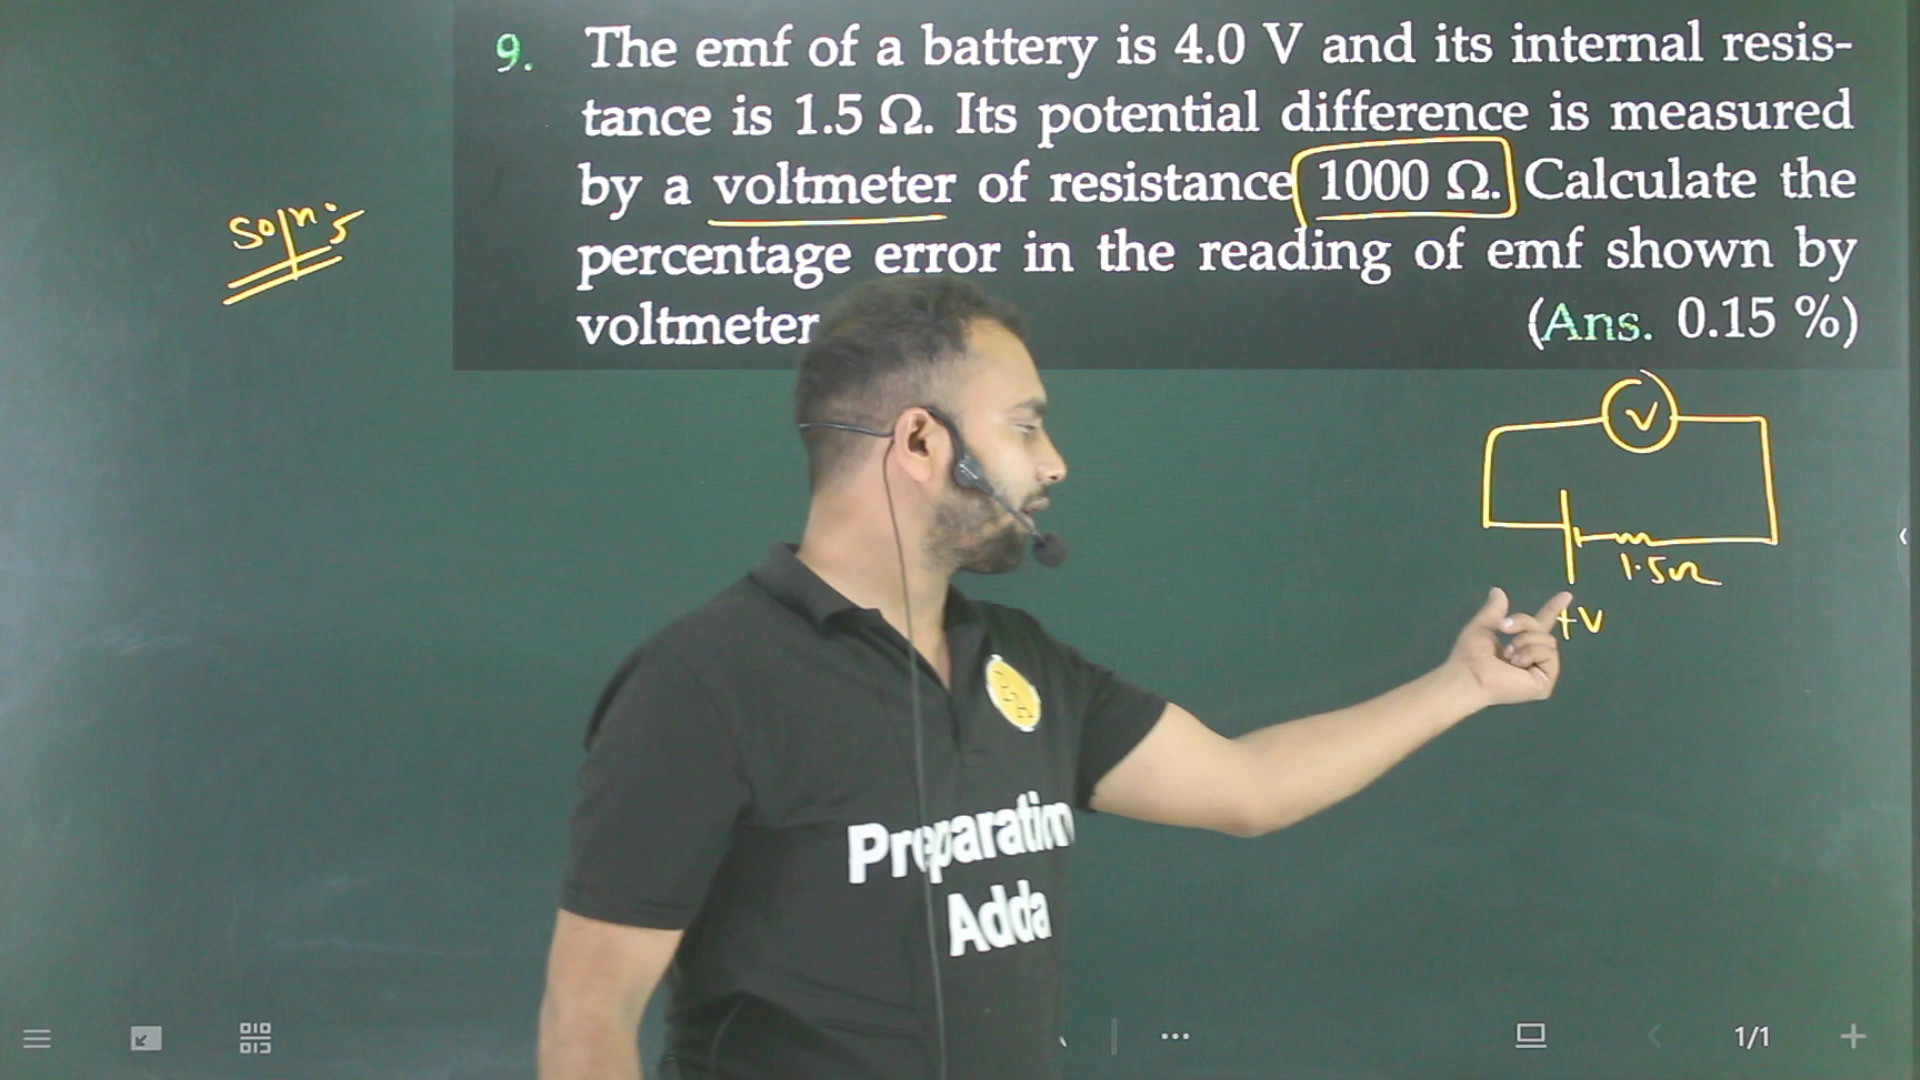 9. The emf of a battery is 4.0 V and its internal resis-
tance is 1.5 Ω. Its potential difference is measured
by a voltmeter of resistance 1000 Ω. Calculate the
percentage error in the reading of emf shown by
voltmeter
(Ans. 0.15 %)
Soln:
V
1.5Ω
4V
Preparation
Adda
PA
1/1